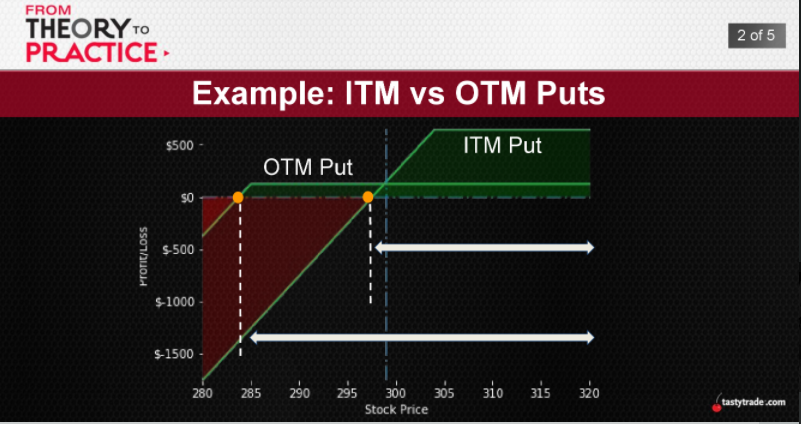 FROM
THEORY TO
PRACTICE
2 of 5
Example: ITM vs OTM Puts
$500
ITM Put
OTM Put
$0
$-500
$-1000
$-1500
Profit/Loss
280 285 290 295 300 305 310 315 320
Stock Price
tastytrade.com